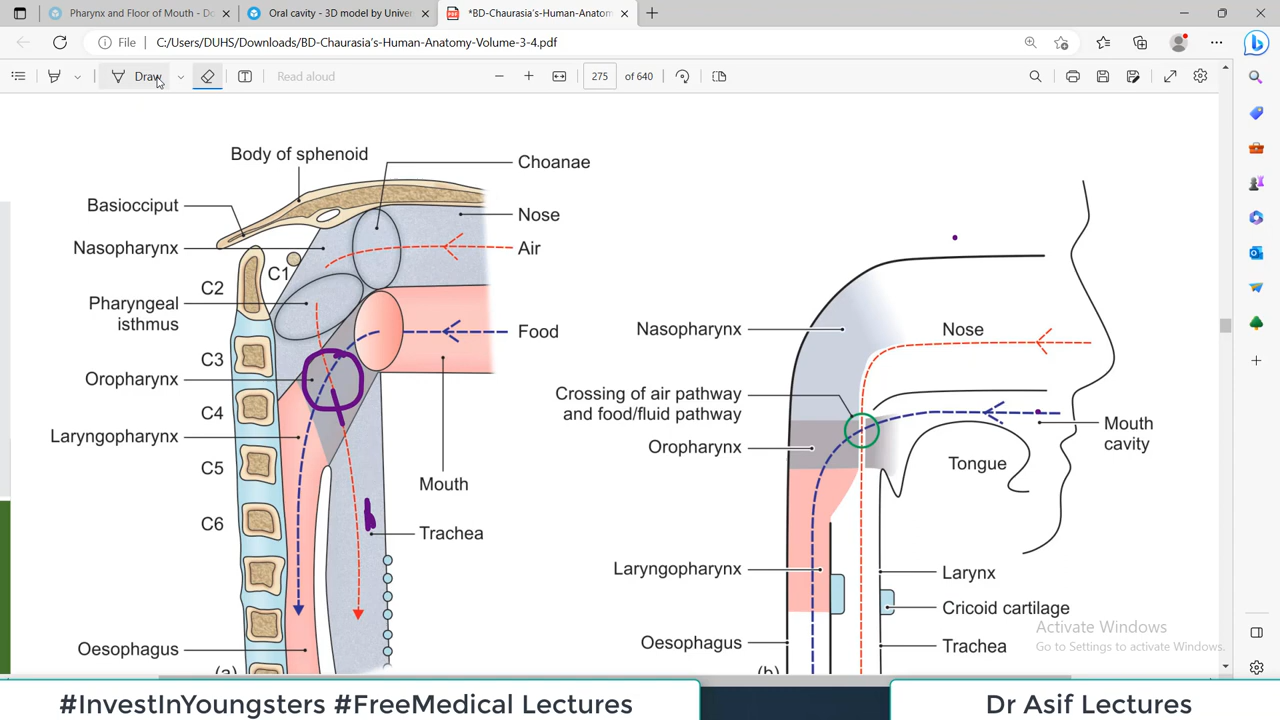 Pharynx and Floor of Mouth - Do
Oral cavity - 3D model by Univer
*BD-Chaurasia's-Human-Anatom
File
C:/Users/DUHS/Downloads/BD-Chaurasia's-Human-Anatomy-Volume-3-4.pdf
Draw
Read aloud
275
of 640
Body of sphenoid
Choanae
Basiocciput
Nose
Nasopharynx
Air
C1
C2
Pharyngeal
isthmus
Food
C3
Oropharynx
C4
Laryngopharynx
C5
Mouth
C6
Trachea
Oesophagus
(a)
Nasopharynx
Nose
Crossing of air pathway
and food/fluid pathway
Mouth
cavity
Oropharynx
Tongue
Laryngopharynx
Larynx
Cricoid cartilage
Oesophagus
Trachea
(b)
Activate Windows
Go to Settings to activate Windows.
#InvestInYoungsters #FreeMedical Lectures
Dr Asif Lectures